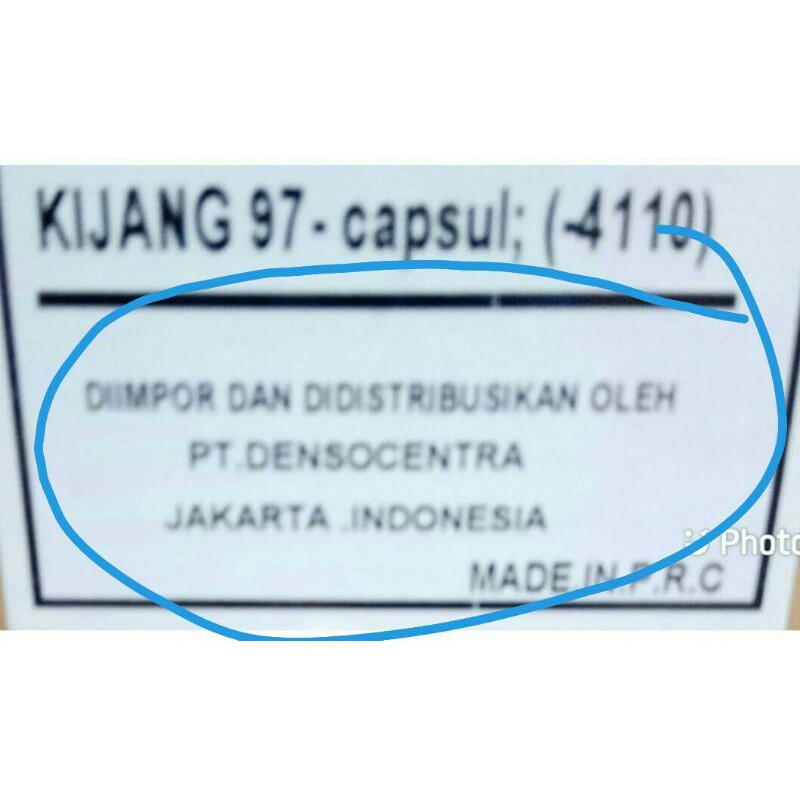 KIJANG 97 - capsul; (-4110)
DIIMPOR DAN DIDISTRIBUSIKAN OLEH
PT.DENSOCENTRA
JAKARTA .INDONESIA
MADE.IN.P.R.C
Photo